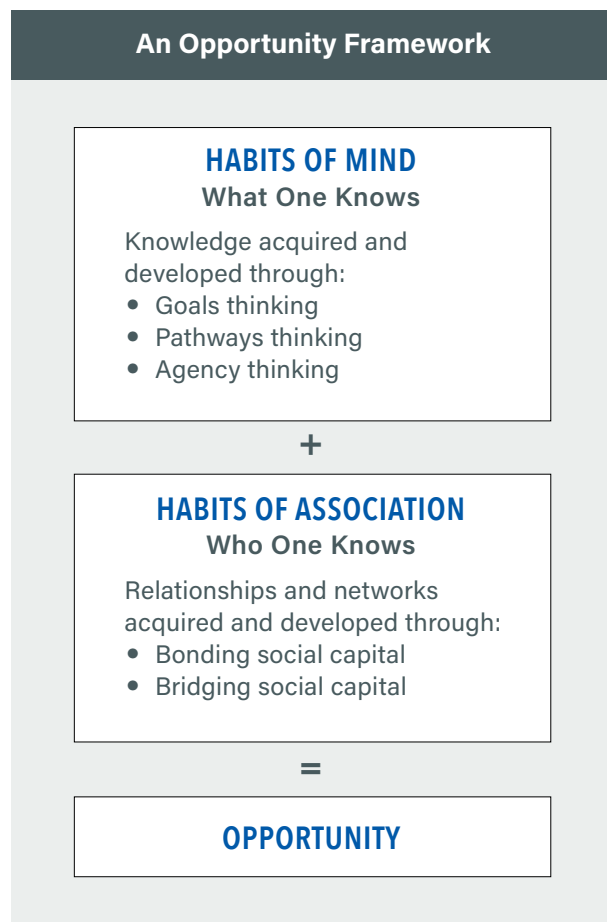 An Opportunity Framework
HABITS OF MIND
What One Knows
Knowledge acquired and
developed through:
• Goals thinking
• Pathways thinking
• Agency thinking
+
HABITS OF ASSOCIATION
Who One Knows
Relationships and networks
acquired and developed through:
• Bonding social capital
• Bridging social capital
=
OPPORTUNITY